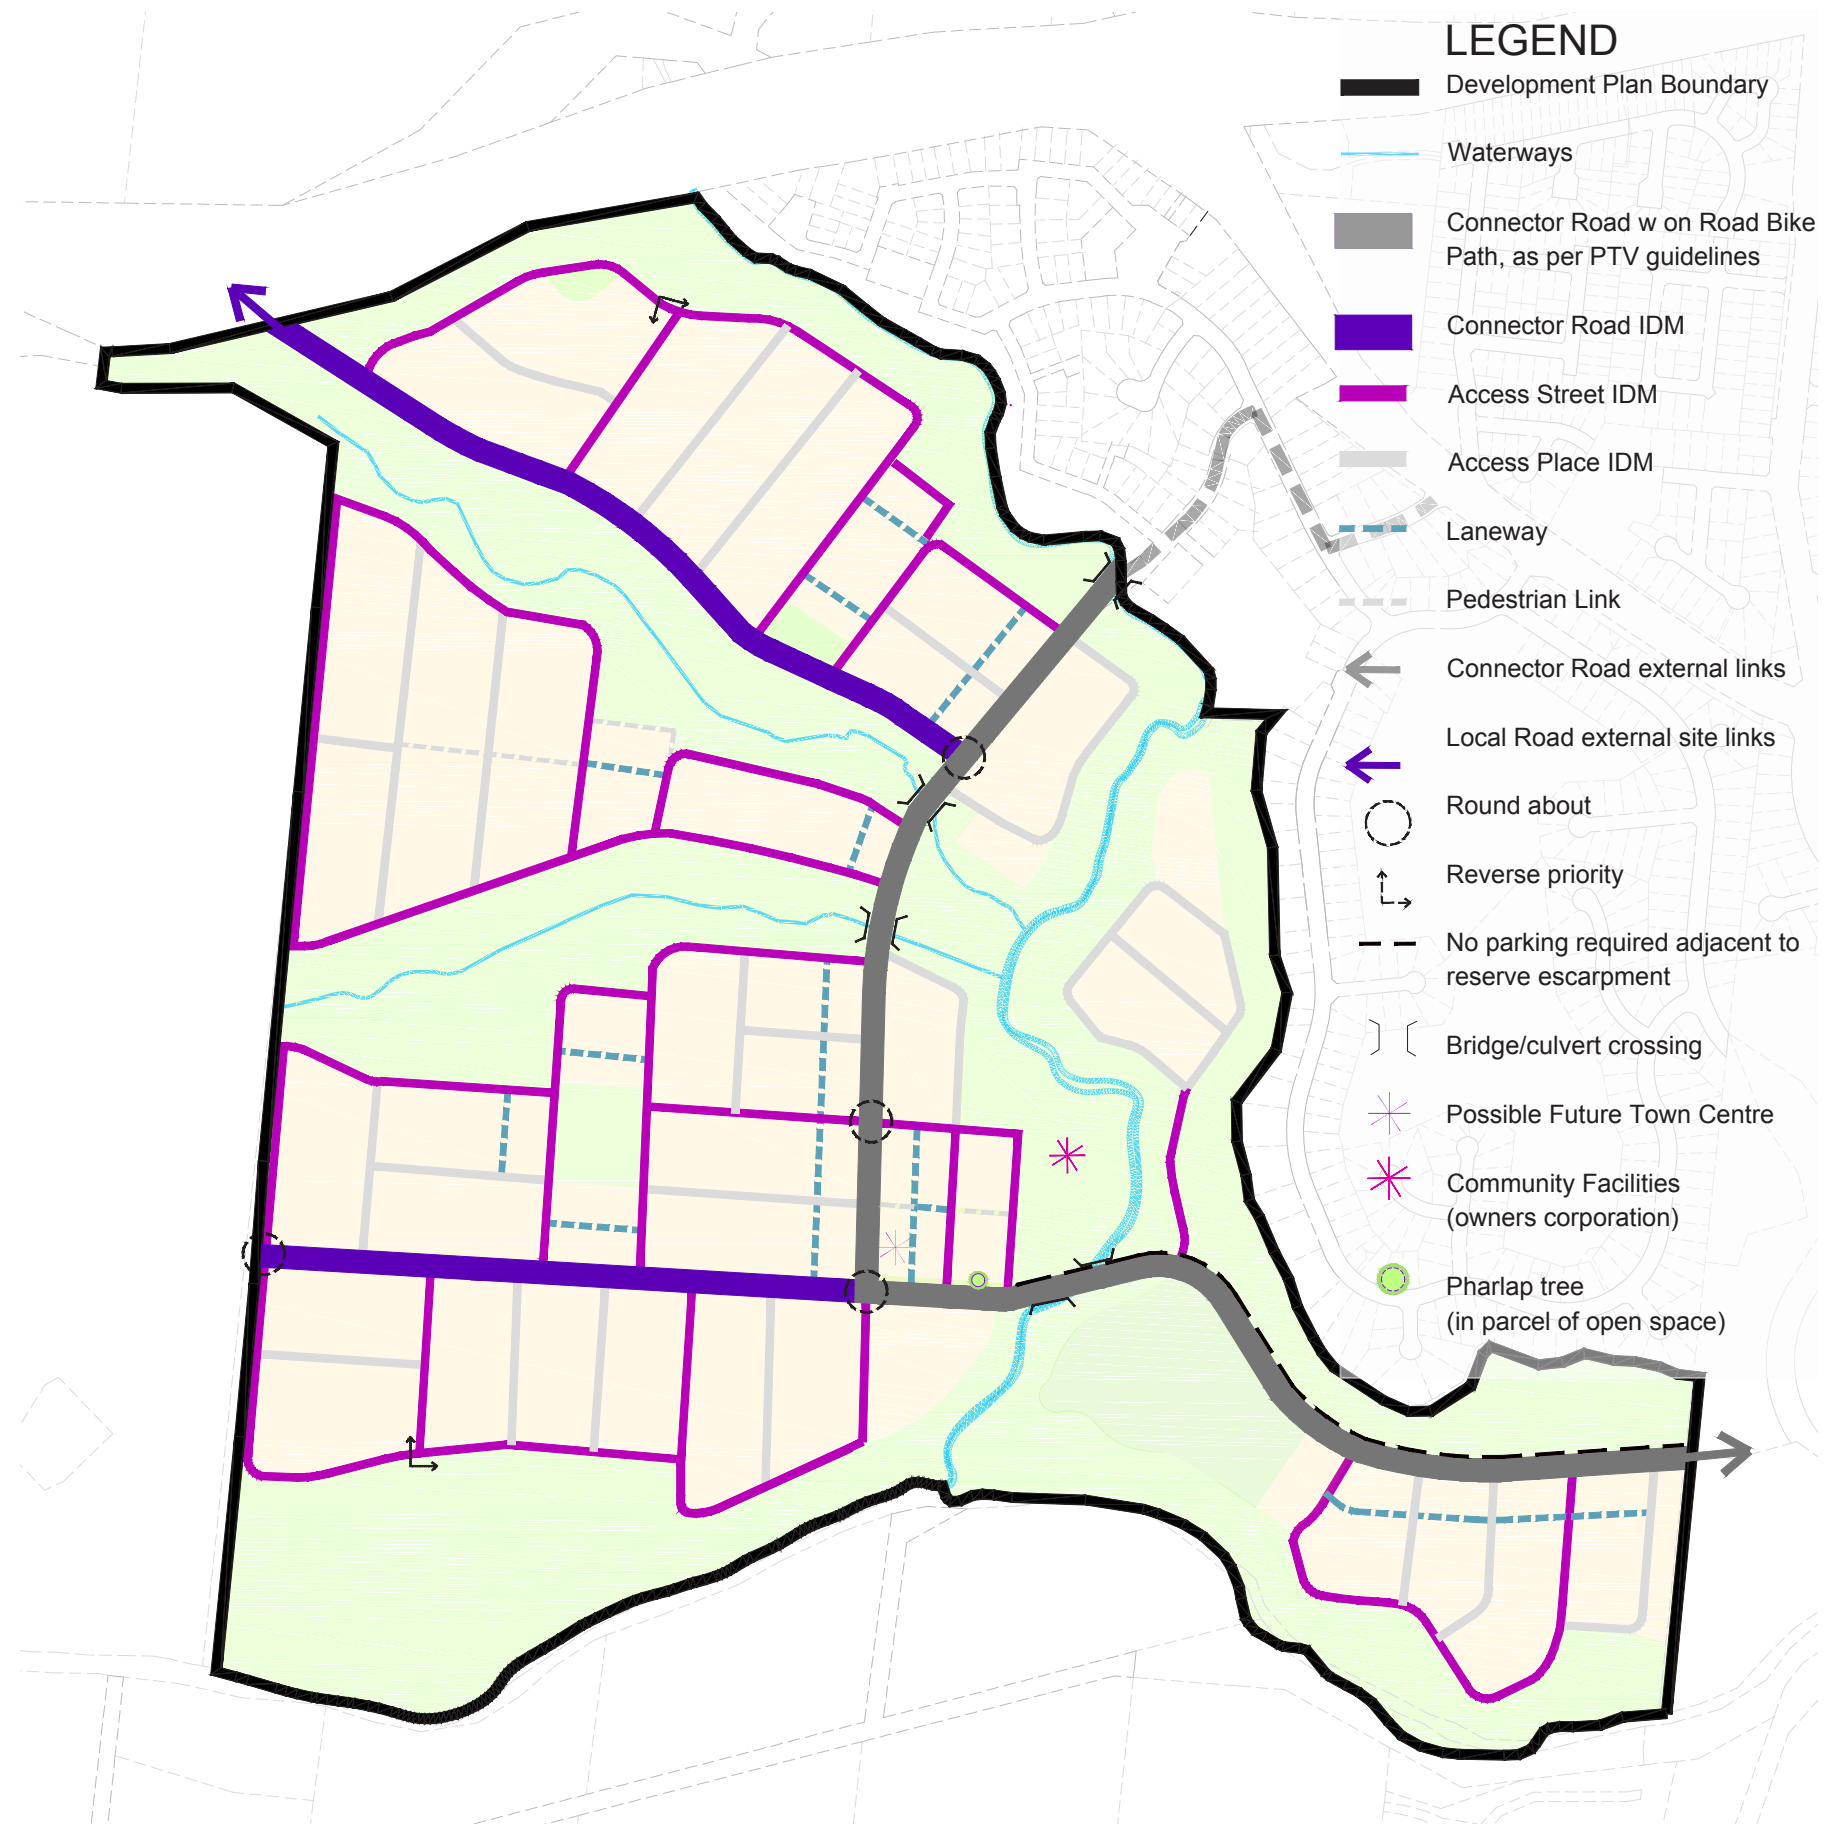 LEGEND
Development Plan Boundary
Waterways
Connector Road w on Road Bike
Path, as per PTV guidelines
Connector Road IDM
Access Street IDM
Access Place IDM
Laneway
Pedestrian Link
Connector Road external links
Local Road external site links
Round about
Reverse priority
No parking required adjacent to
reserve escarpment
Bridge/culvert crossing
Possible Future Town Centre
Community Facilities
(owners corporation)
Pharlap tree
(in parcel of open space)